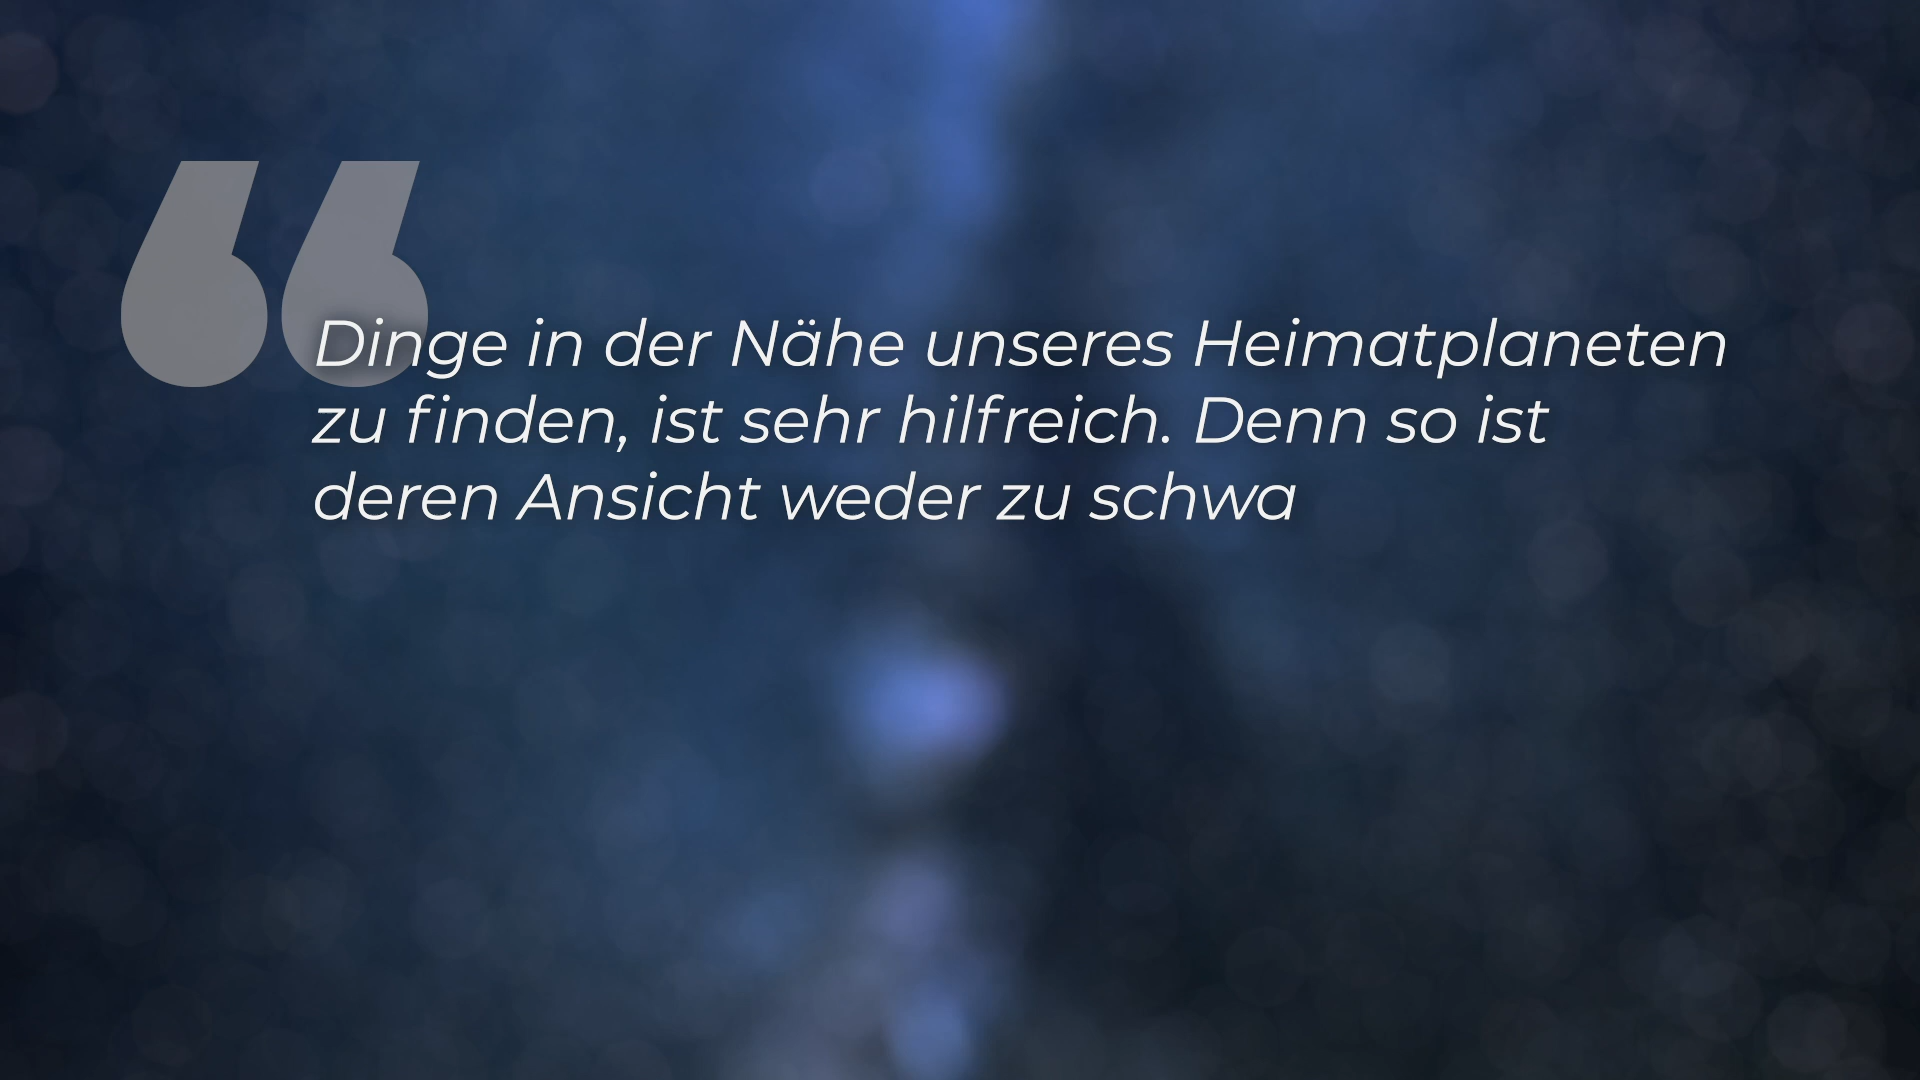 “
Dinge in der Nähe unseres Heimatplaneten
zu finden, ist sehr hilfreich. Denn so ist
deren Ansicht weder zu schwa